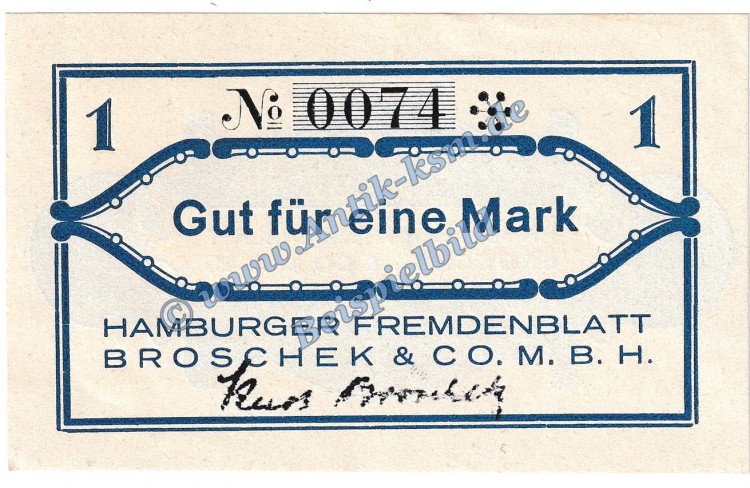 1 № 0074 1
Gut für eine Mark
© www.Antik-ksm.de
Beispielbild
HAMBURGER FREMDENBLATT
BROSCHEK & CO. M. B. H.
Kurt Broschek